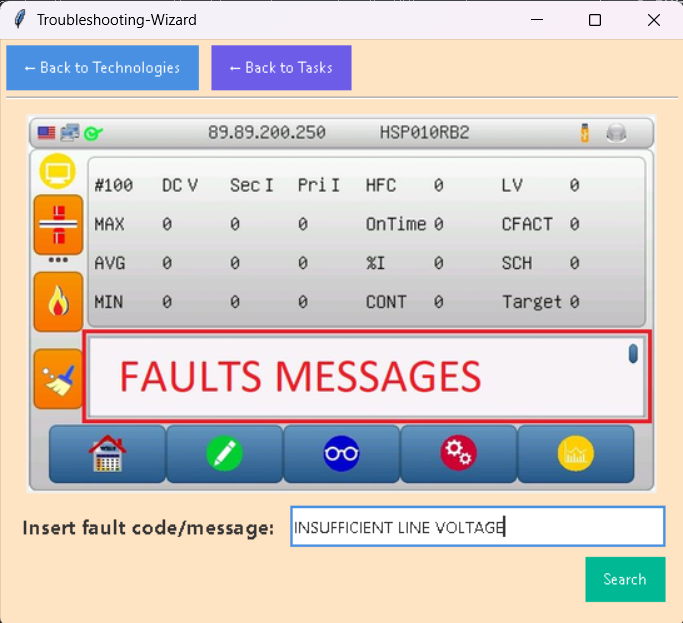 Troubleshooting-Wizard
← Back to Technologies
← Back to Tasks
89.89.200.250 HSP010RB2
#100 DC V Sec I Pri I HFC 0 LV 0
MAX 0 0 0 OnTime 0 CFACT 0
AVG 0 0 0 %I 0 SCH 0
MIN 0 0 0 CONT 0 Target 0
FAULTS MESSAGES
Insert fault code/message: INSUFFICIENT LINE VOLTAGE
Search